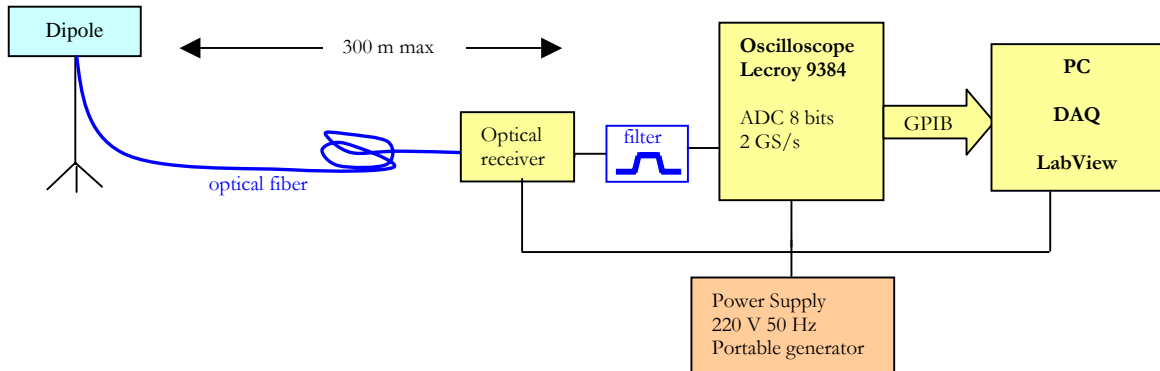 Dipole
300 m max
optical fiber
Optical
receiver
filter
Oscilloscope
Lecroy 9384
ADC 8 bits
2 GS/s
GPIB
PC
DAQ
LabView
Power Supply
220 V 50 Hz
Portable generator